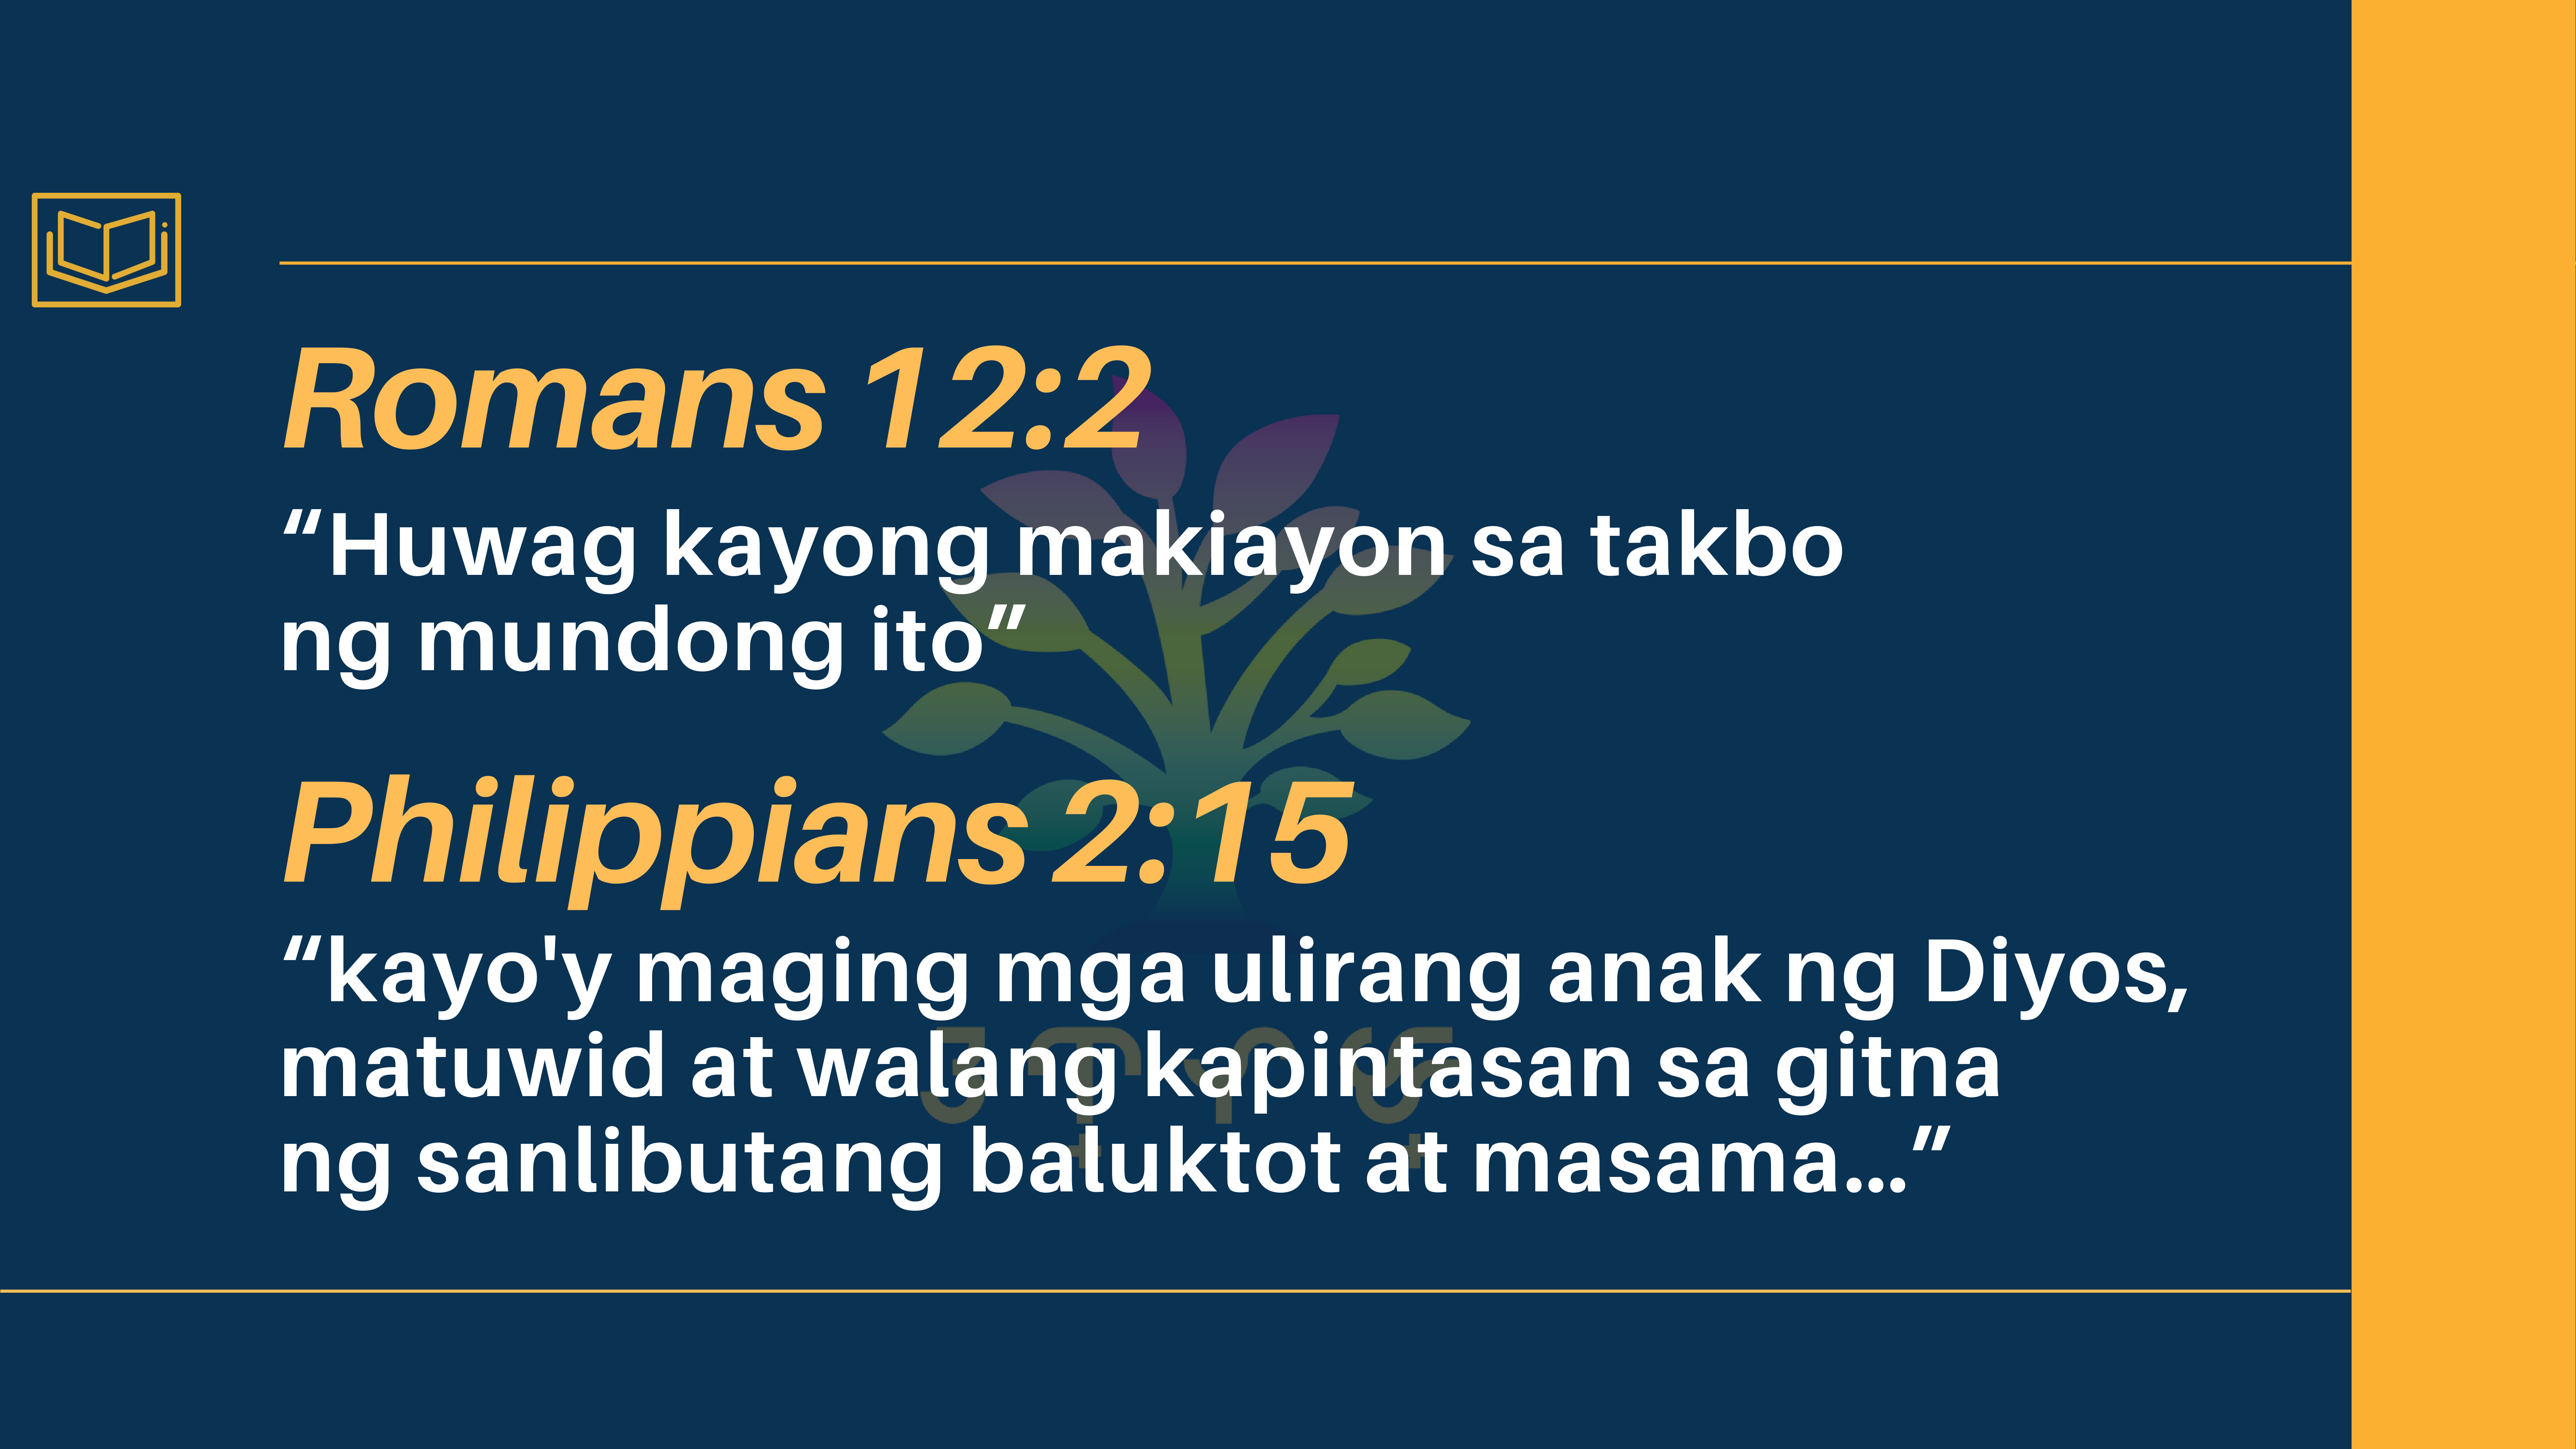 Romans 12:2
“Huwag kayong makiayon sa takbo
ng mundong ito”
Philippians 2:15
“kayo'y maging mga ulirang anak ng Diyos,
matuwid at walang kapintasan sa gitna
ng sanlibutang baluktot at masama...”